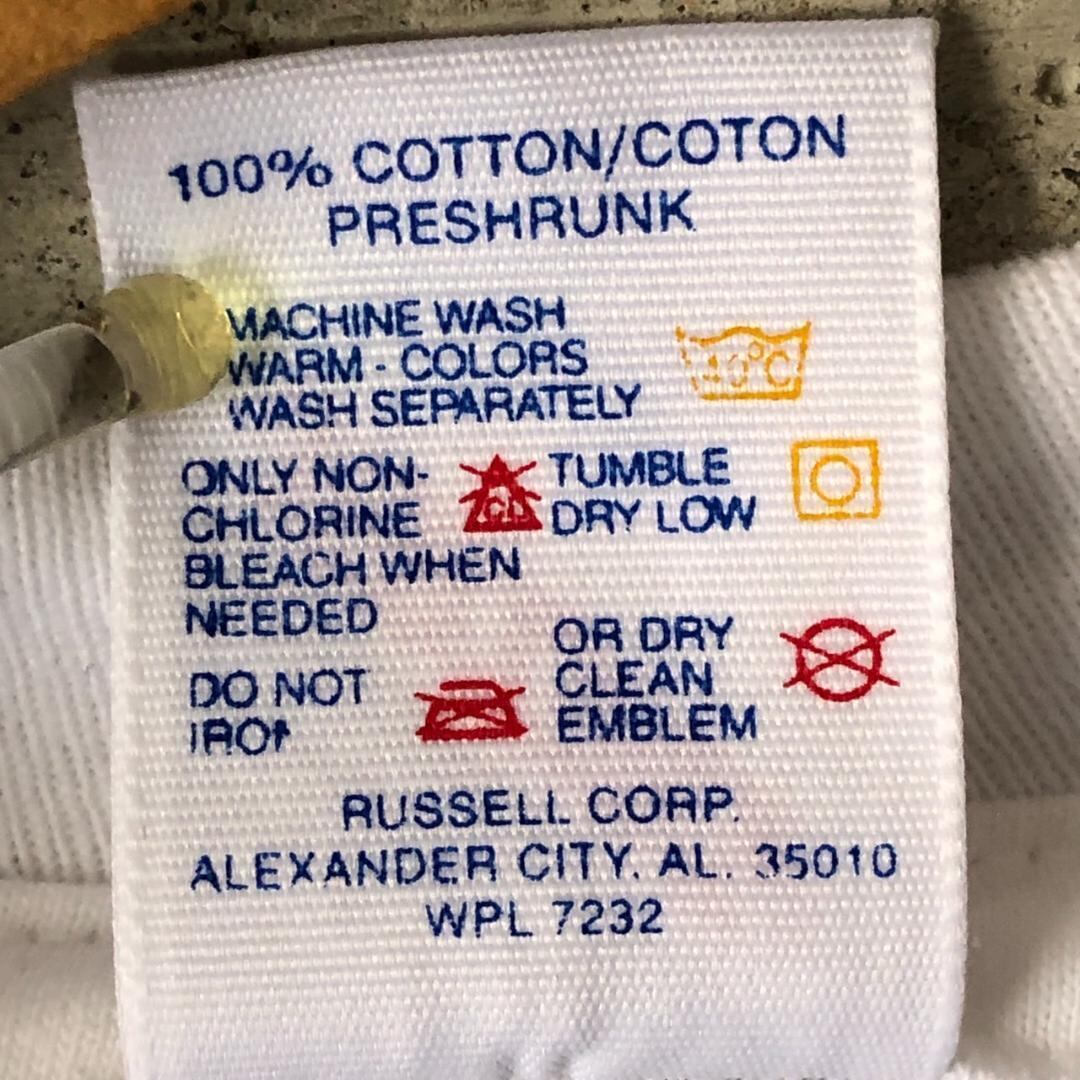 100% COTTON/COTON
PRESHRUNK
MACHINE WASH
WARM - COLORS
WASH SEPARATELY
40°C
ONLY NON-
CHLORINE
BLEACH WHEN
NEEDED
CL
TUMBLE
DRY LOW
DO NOT
IRON
OR DRY
CLEAN
EMBLEM
RUSSELL CORP.
ALEXANDER CITY. AL. 35010
WPL 7232